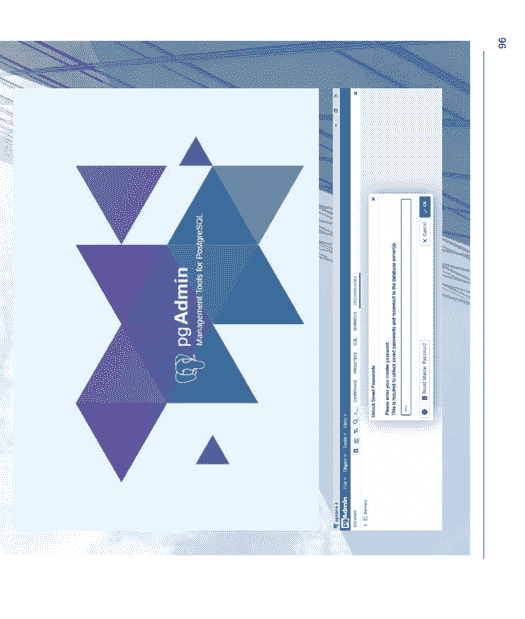 96
pgAdmin
Management Tools for PostgreSQL
pgAdmin 4
pgAdmin File Object Tools Help
Browser Dashboard Properties SQL Statistics Dependencies
Servers
Unlock Saved Passwords
Please enter your master password.
This is required to unlock saved passwords and reconnect to the database server(s).
Reset Master Password Cancel OK